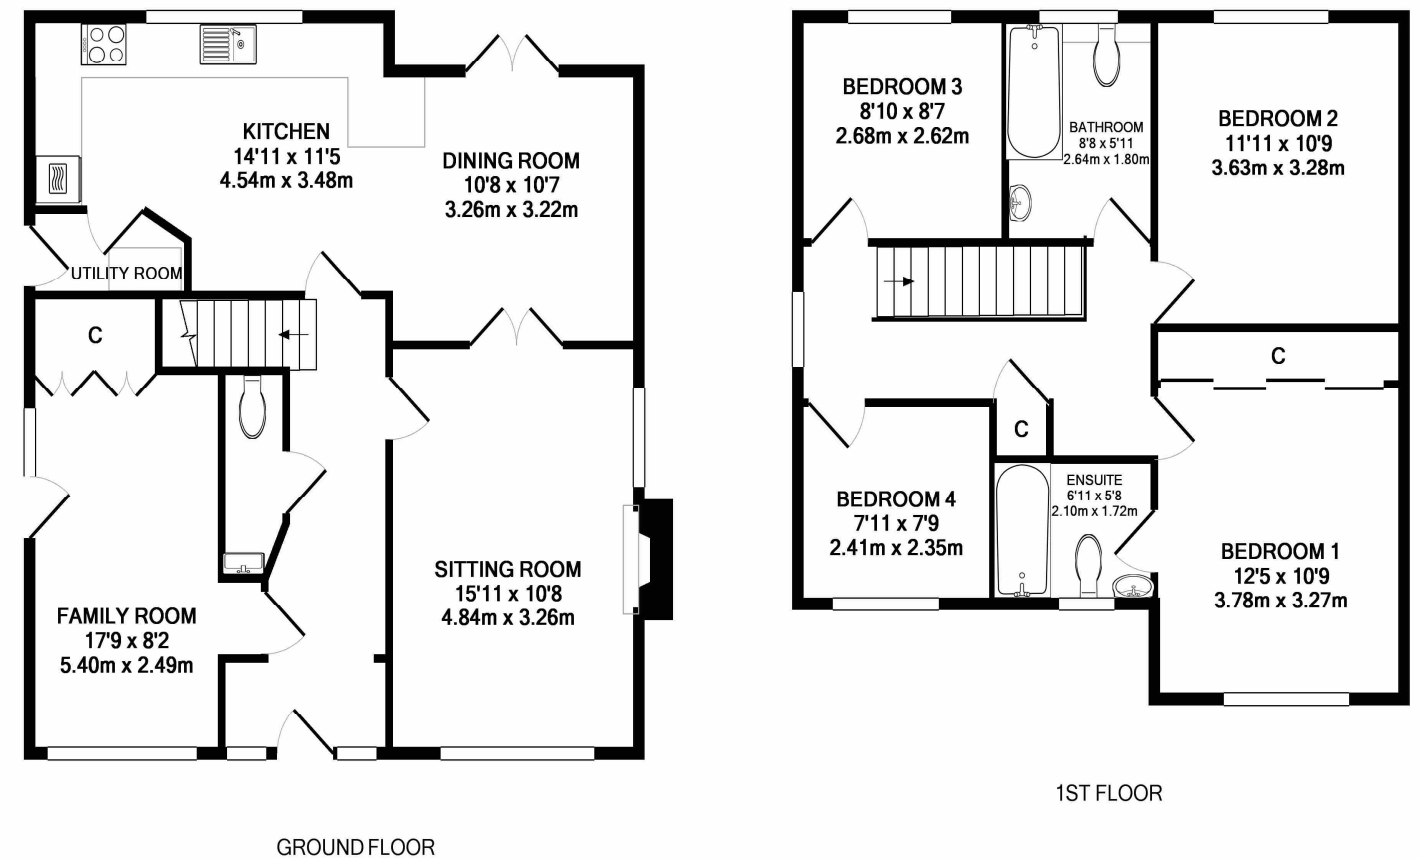 KITCHEN
14'11 x 11'5
4.54m x 3.48m
DINING ROOM
10'8 x 10'7
3.26m x 3.22m
UTILITY ROOM
C
SITTING ROOM
15'11 x 10'8
4.84m x 3.26m
FAMILY ROOM
17'9 x 8'2
5.40m x 2.49m
GROUND FLOOR
BEDROOM 3
8'10 x 8'7
2.68m x 2.62m
BATHROOM
8'8 x 5'11
2.64m x 1.80m
BEDROOM 2
11'11 x 10'9
3.63m x 3.28m
C
C
BEDROOM 4
7'11 x 7'9
2.41m x 2.35m
ENSUITE
6'11 x 5'8
2.10m x 1.72m
BEDROOM 1
12'5 x 10'9
3.78m x 3.27m
1ST FLOOR